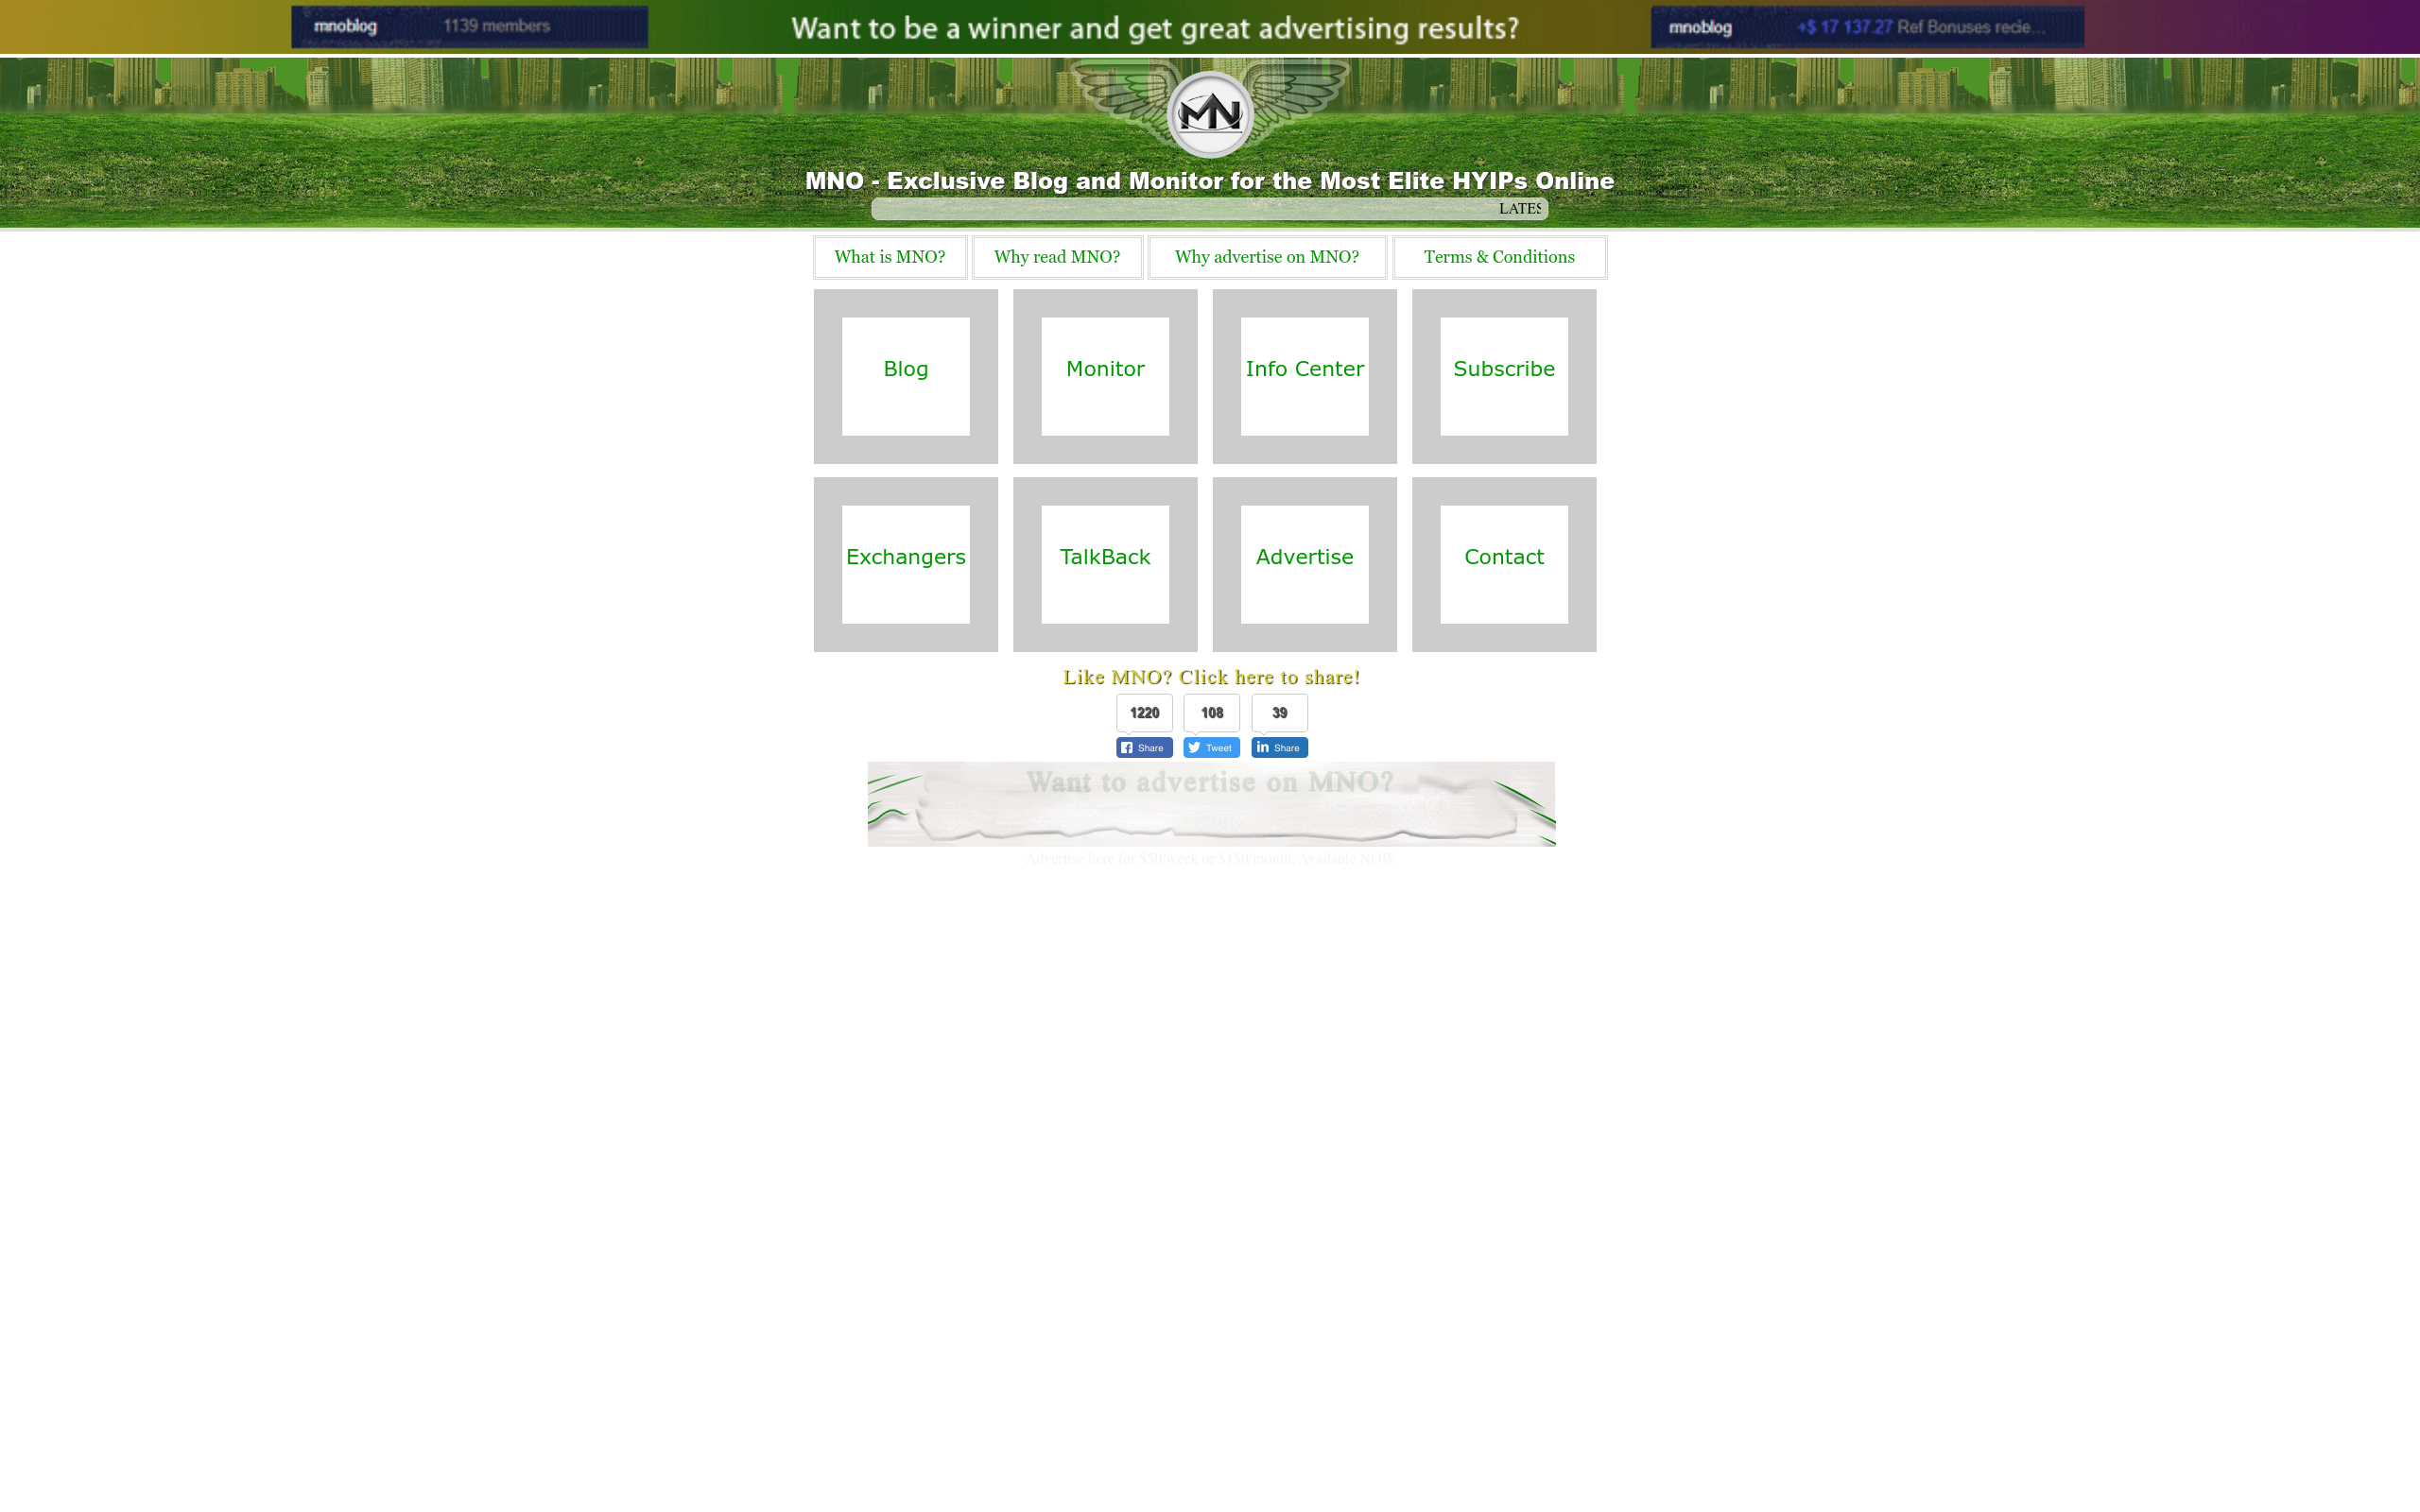 mnoblog 1139 members
Want to be a winner and get great advertising results?
mnoblog +$ 17 137.27 Ref Bonuses recie...
MN
MNO - Exclusive Blog and Monitor for the Most Elite HYIPs Online
LATES
What is MNO? Why read MNO? Why advertise on MNO? Terms & Conditions
Blog Monitor Info Center Subscribe
Exchangers TalkBack Advertise Contact
Like MNO? Click here to share!
1220 108 39
Share Tweet Share
Want to advertise on MNO?
Advertise here for $50/week or $150/month. Available NOW.